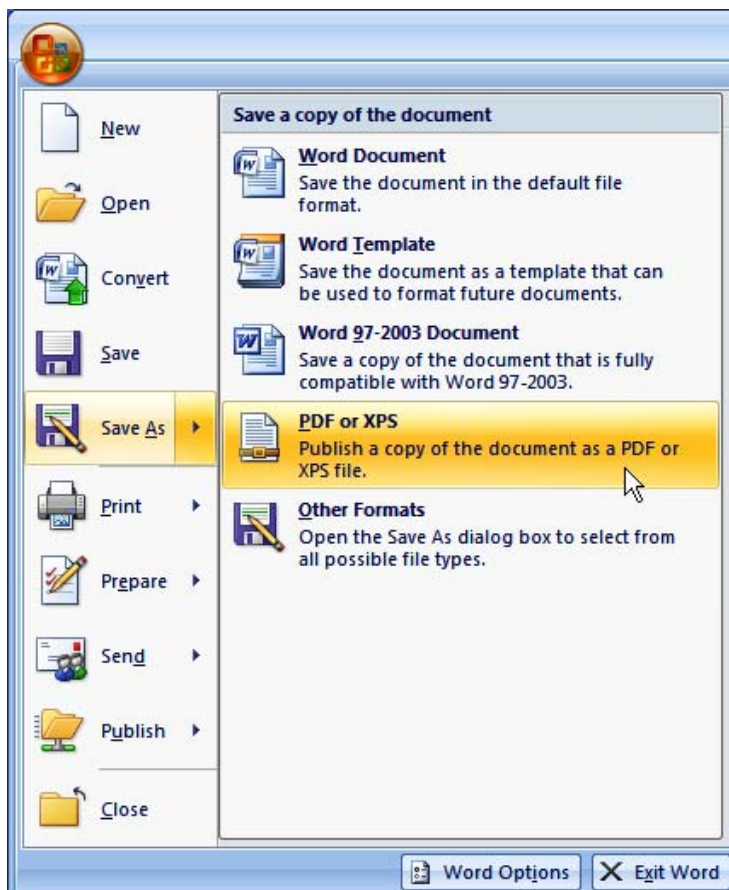 New
Open
Convert
Save
Save As
Print
Prepare
Send
Publish
Close
Save a copy of the document
Word Document
Save the document in the default file
format.
Word Template
Save the document as a template that can
be used to format future documents.
Word 97-2003 Document
Save a copy of the document that is fully
compatible with Word 97-2003.
PDF or XPS
Publish a copy of the document as a PDF or
XPS file.
Other Formats
Open the Save As dialog box to select from
all possible file types.
Word Options
Exit Word